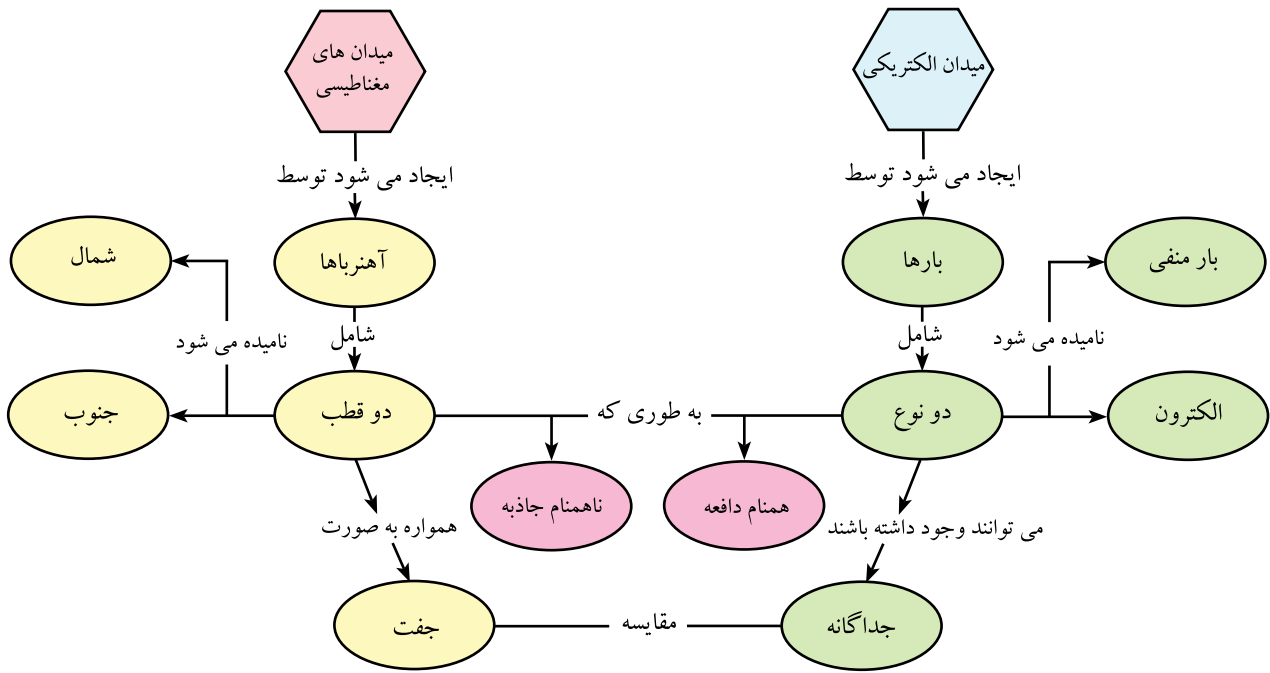 میدان الکتریکی
میدان های
مغناطیسی
ایجاد می شود توسط
ایجاد می شود توسط
بار منفی
بارها
آهنرباها
شمال
نامیده می شود
شامل
شامل
نامیده می شود
الکترون
دو نوع
به طوری که
دو قطب
جنوب
همنام دافعه
ناهمنام جاذبه
می توانند وجود داشته باشند
همواره به صورت
جداگانه
مقایسه
جفت